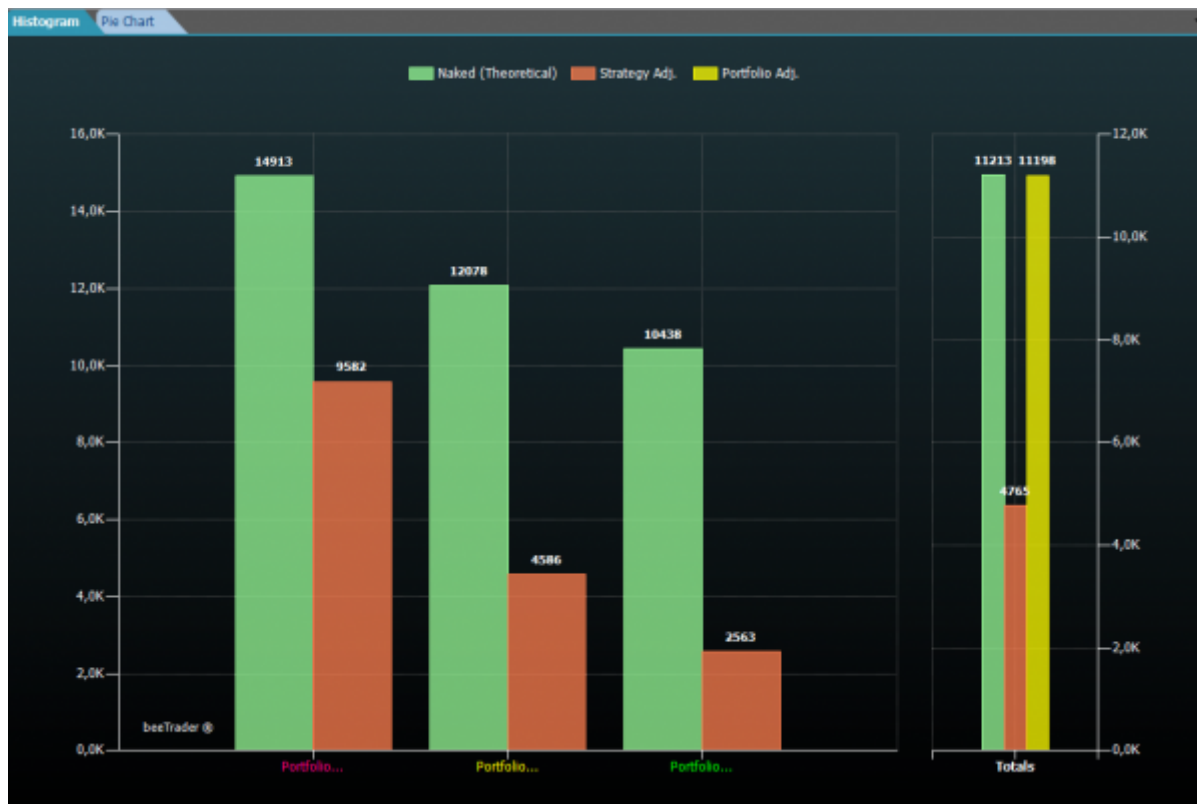 Histogram Pie Chart
Naked (Theoretical) Strategy Adj. Portfolio Adj.
16,0K 12,0K
14913 11213 11198
14,0K 10,0K
12078
12,0K
10438 8,0K
10,0K 9582
8,0K 6,0K
4765
6,0K 4,0K
4586
4,0K
2563 2,0K
2,0K
beeTrader ®
0,0K 0,0K
Portfolio... Portfolio... Portfolio... Totals